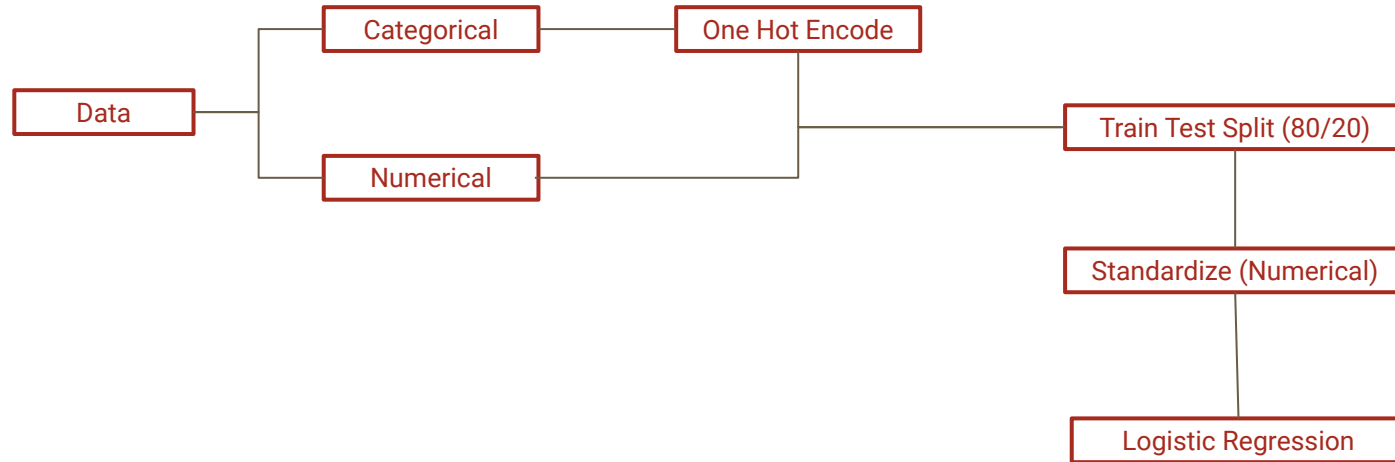 Categorical
One Hot Encode
Data
Train Test Split (80/20)
Numerical
Standardize (Numerical)
Logistic Regression